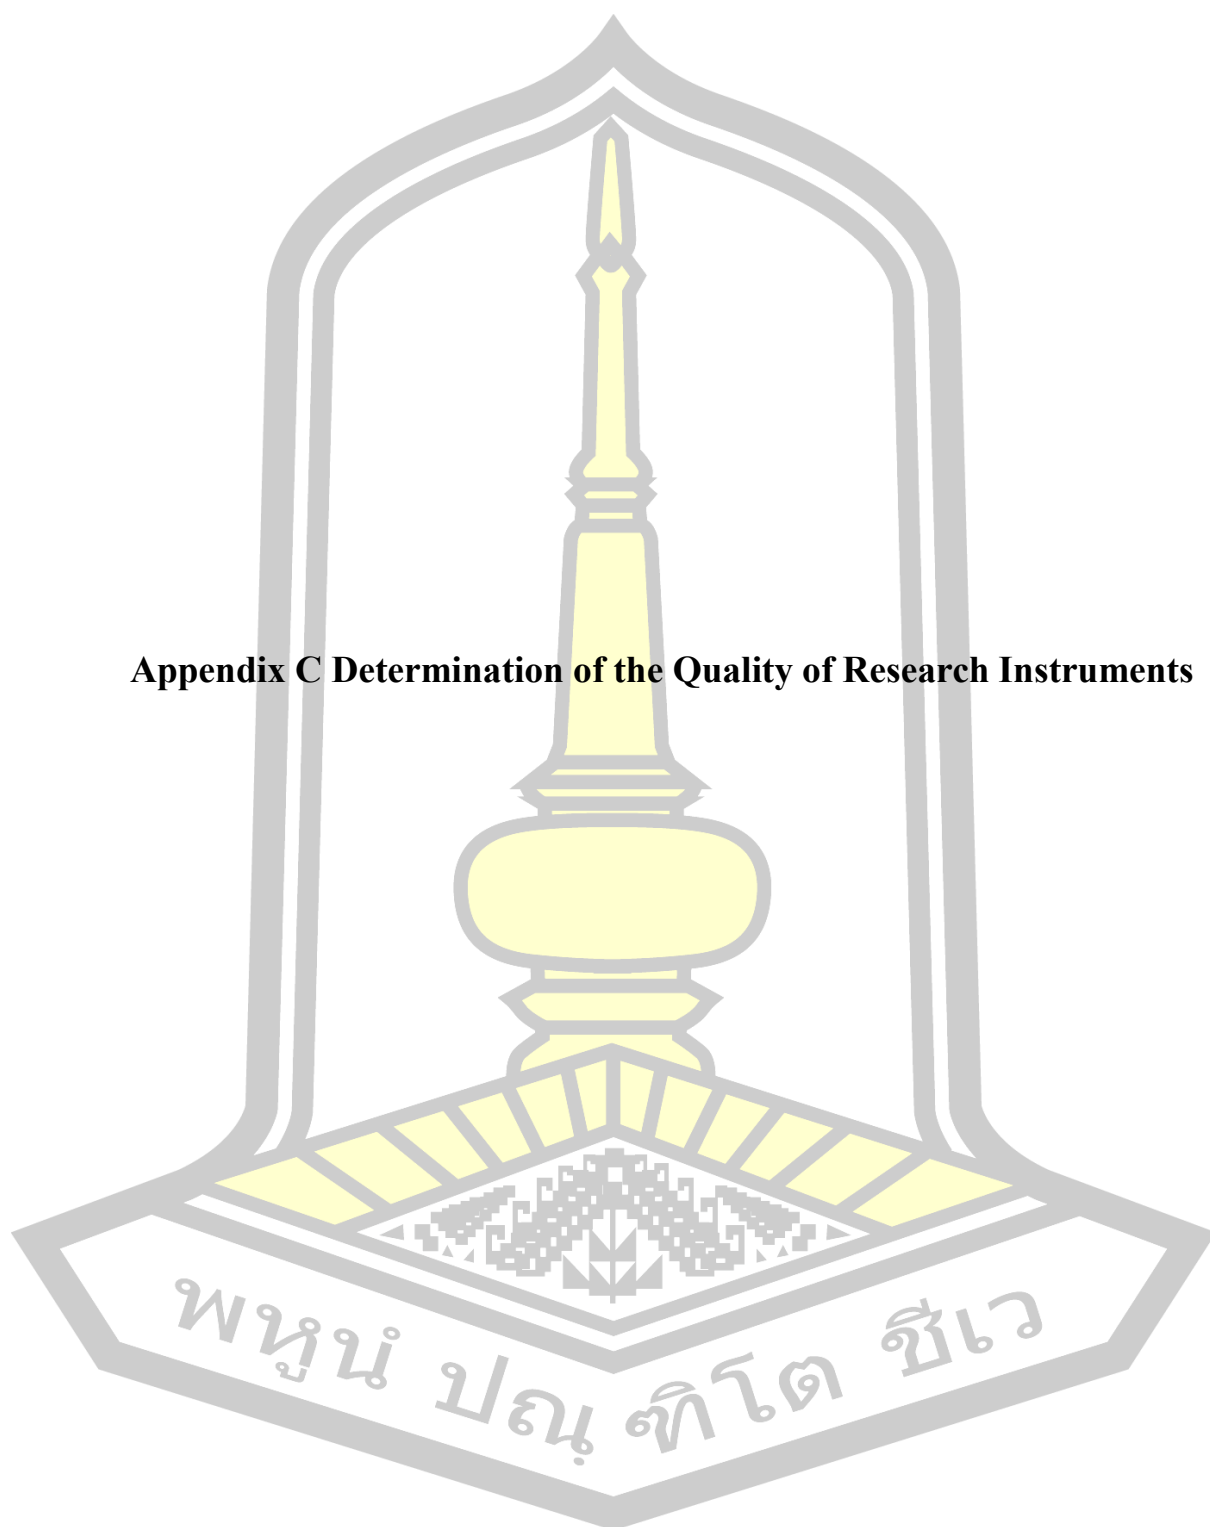 Appendix C Determination of the Quality of Research Instruments
พหูนํ ปณฺ ฑิโต ชีเว